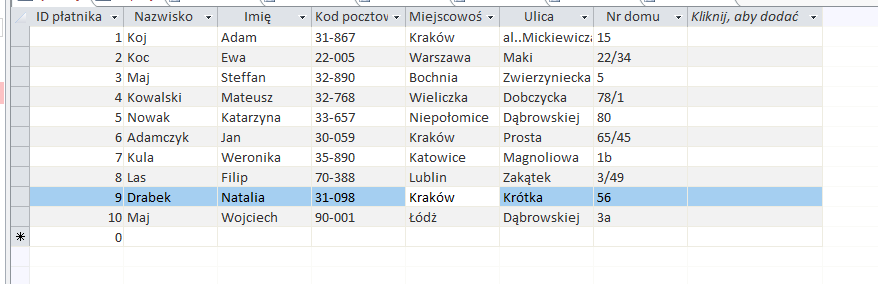 ID płatnika Nazwisko Imię Kod pocztow Miejscowoś Ulica Nr domu Kliknij, aby dodać
1 Koj Adam 31-867 Kraków al..Mickiewicza 15
2 Koc Ewa 22-005 Warszawa Maki 22/34
3 Maj Steffan 32-890 Bochnia Zwierzyniecka 5
4 Kowalski Mateusz 32-768 Wieliczka Dobczycka 78/1
5 Nowak Katarzyna 33-657 Niepołomice Dąbrowskiej 80
6 Adamczyk Jan 30-059 Kraków Prosta 65/45
7 Kula Weronika 35-890 Katowice Magnoliowa 1b
8 Las Filip 70-388 Lublin Zakątek 3/49
9 Drabek Natalia 31-098 Kraków Krótka 56
10 Maj Wojciech 90-001 Łódź Dąbrowskiej 3a
0